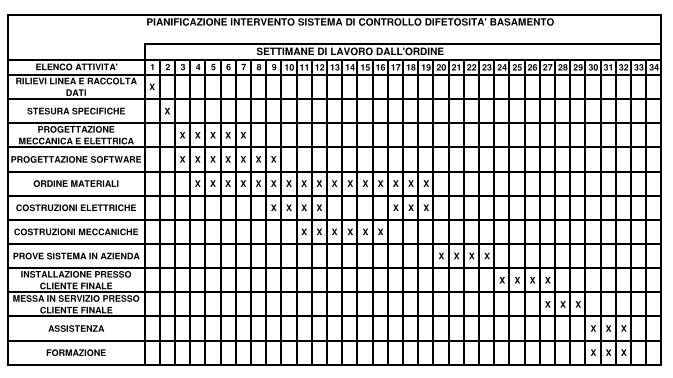 PIANIFICAZIONE INTERVENTO SISTEMA DI CONTROLLO DIFETOSITA' BASAMENTO
SETTIMANE DI LAVORO DALL'ORDINE
ELENCO ATTIVITA' 1 2 3 4 5 6 7 8 9 10 11 12 13 14 15 16 17 18 19 20 21 22 23 24 25 26 27 28 29 30 31 32 33 34
RILIEVI LINEA E RACCOLTA
DATI X
STESURA SPECIFICHE X
PROGETTAZIONE
MECCANICA E ELETTRICA X X X X X
PROGETTAZIONE SOFTWARE X X X X X X X
ORDINE MATERIALI X X X X X X X X X X X X X X X X
COSTRUZIONI ELETTRICHE X X X X X X X
COSTRUZIONI MECCANICHE X X X X X X
PROVE SISTEMA IN AZIENDA X X X X
INSTALLAZIONE PRESSO
CLIENTE FINALE X X X X
MESSA IN SERVIZIO PRESSO
CLIENTE FINALE X X X
ASSISTENZA X X X
FORMAZIONE X X X